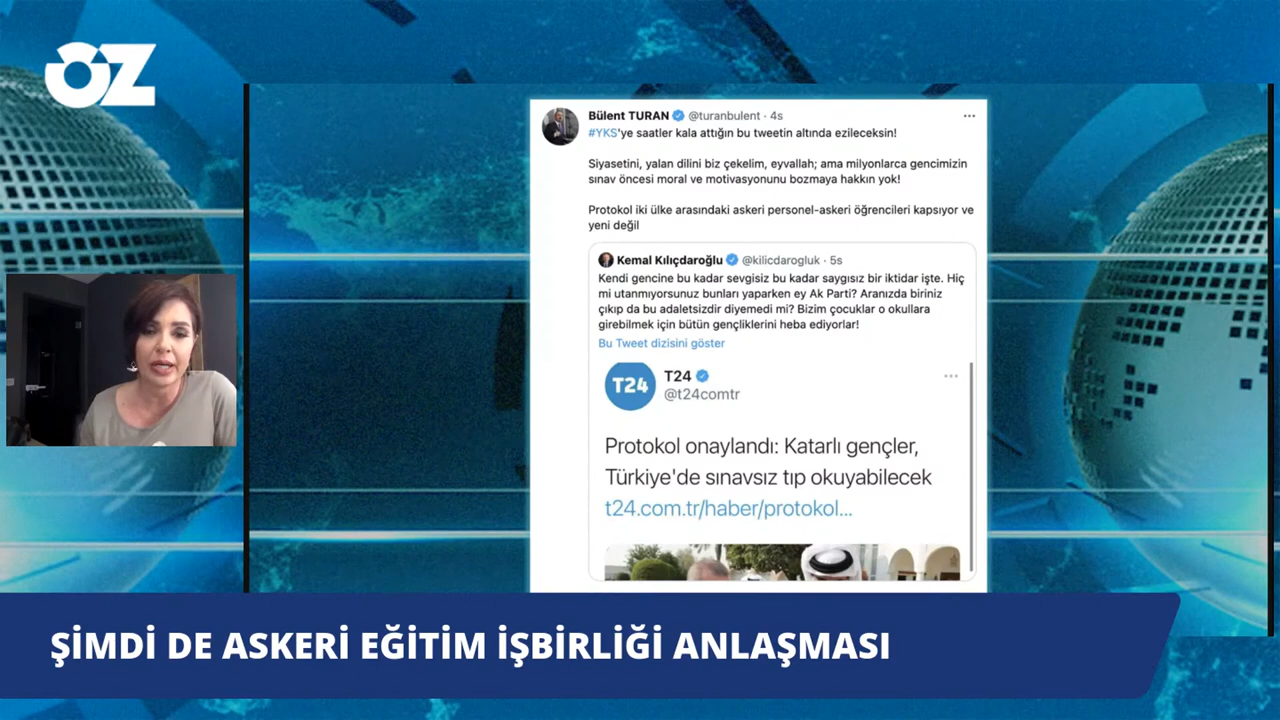 ÖZ
Bülent TURAN @turanbulent · 4s
#YKS'ye saatler kala attığın bu tweetin altında ezileceksin!
Siyasetini, yalan dilini biz çekelim, eyvallah; ama milyonlarca gencimizin
sınav öncesi moral ve motivasyonunu bozmaya hakkın yok!
Protokol iki ülke arasındaki askeri personel-askeri öğrencileri kapsıyor ve
yeni değil
Kemal Kılıçdaroğlu @kilicdarogluk · 5s
Kendi gencine bu kadar sevgisiz bu kadar saygısız bir iktidar işte. Hiç
mi utanmıyorsunuz bunları yaparken ey Ak Parti? Aranızda biriniz
çıkıp da bu adaletsizdir diyemedi mi? Bizim çocuklar o okullara
girebilmek için bütün gençliklerini heba ediyorlar!
Bu Tweet dizisini göster
T24
T24
@t24comtr
Protokol onaylandı: Katarlı gençler,
Türkiye'de sınavsız tıp okuyabilecek
t24.com.tr/haber/protokol...
ŞİMDİ DE ASKERİ EĞİTİM İŞBİRLİĞİ ANLAŞMASI